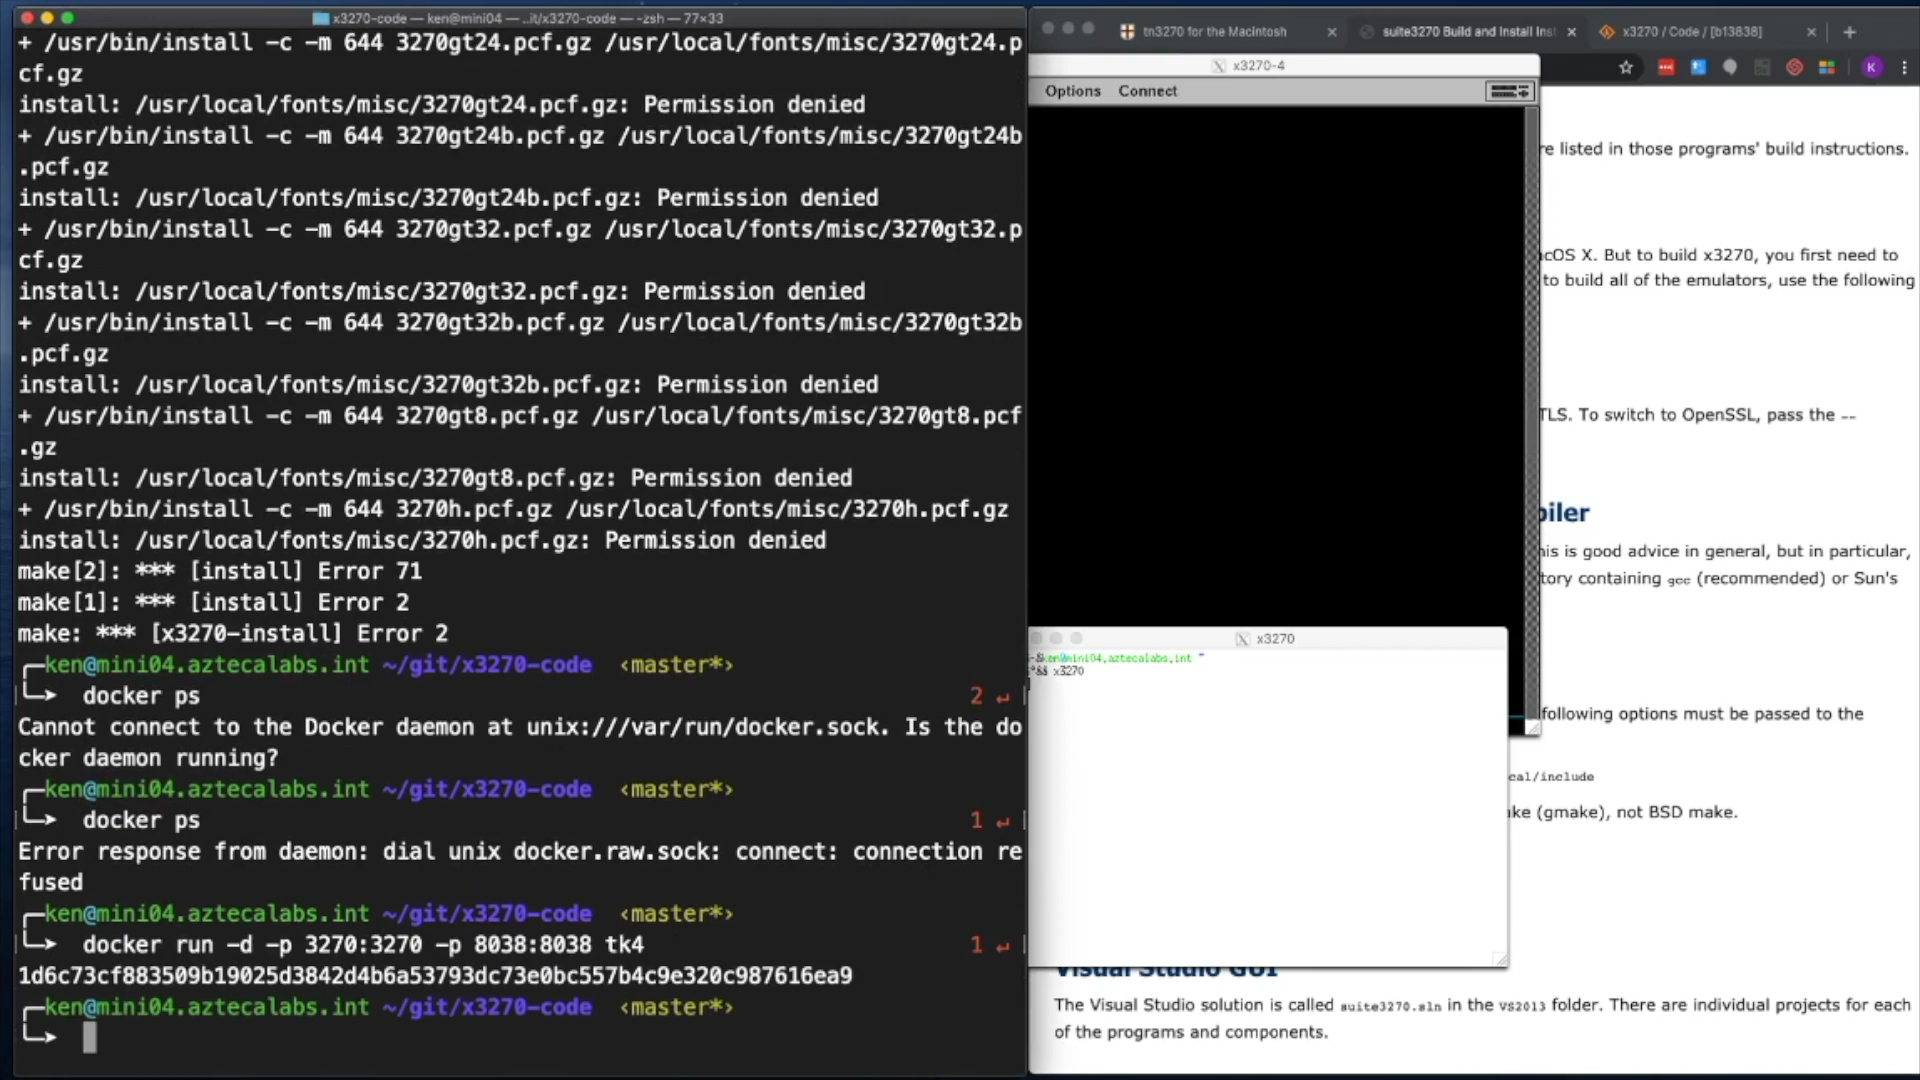 x3270-code — ken@mini04 — ..it/x3270-code — -zsh — 77×33
+ /usr/bin/install -c -m 644 3270gt24.pcf.gz /usr/local/fonts/misc/3270gt24.p
cf.gz
install: /usr/local/fonts/misc/3270gt24.pcf.gz: Permission denied
+ /usr/bin/install -c -m 644 3270gt24b.pcf.gz /usr/local/fonts/misc/3270gt24b
.pcf.gz
install: /usr/local/fonts/misc/3270gt24b.pcf.gz: Permission denied
+ /usr/bin/install -c -m 644 3270gt32.pcf.gz /usr/local/fonts/misc/3270gt32.p
cf.gz
install: /usr/local/fonts/misc/3270gt32.pcf.gz: Permission denied
+ /usr/bin/install -c -m 644 3270gt32b.pcf.gz /usr/local/fonts/misc/3270gt32b
.pcf.gz
install: /usr/local/fonts/misc/3270gt32b.pcf.gz: Permission denied
+ /usr/bin/install -c -m 644 3270gt8.pcf.gz /usr/local/fonts/misc/3270gt8.pcf
.gz
install: /usr/local/fonts/misc/3270gt8.pcf.gz: Permission denied
+ /usr/bin/install -c -m 644 3270h.pcf.gz /usr/local/fonts/misc/3270h.pcf.gz
install: /usr/local/fonts/misc/3270h.pcf.gz: Permission denied
make[2]: *** [install] Error 71
make[1]: *** [install] Error 2
make: *** [x3270-install] Error 2
ken@mini04.aztecalabs.int ~/git/x3270-code ‹master*›
docker ps 2 ↵
Cannot connect to the Docker daemon at unix:///var/run/docker.sock. Is the do
cker daemon running?
ken@mini04.aztecalabs.int ~/git/x3270-code ‹master*›
docker ps 1 ↵
Error response from daemon: dial unix docker.raw.sock: connect: connection re
fused
ken@mini04.aztecalabs.int ~/git/x3270-code ‹master*›
docker run -d -p 3270:3270 -p 8038:8038 tk4 1 ↵
1d6c73cf883509b19025d3842d4b6a53793dc73e0bc557b4c9e320c987616ea9
ken@mini04.aztecalabs.int ~/git/x3270-code ‹master*›
tn3270 for the Macintosh
suite3270 Build and Install Inst
x3270 / Code / [b13838]
K
x3270-4
Options Connect
re listed in those programs' build instructions.
cOS X. But to build x3270, you first need to
to build all of the emulators, use the following
TLS. To switch to OpenSSL, pass the --
piler
his is good advice in general, but in particular,
tory containing gcc (recommended) or Sun's
x3270
ken@mini04.aztecalabs.int ~
x3270
following options must be passed to the
cal/include
ke (gmake), not BSD make.
Visual Studio GUI
The Visual Studio solution is called suite3270.sln in the VS2013 folder. There are individual projects for each
of the programs and components.